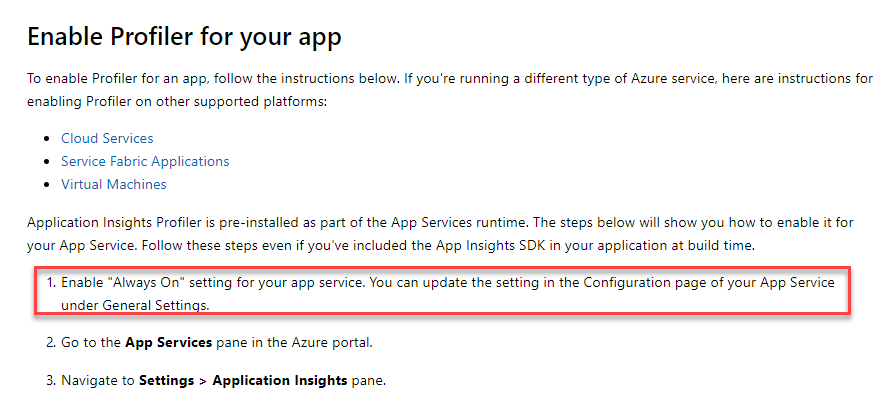 Enable Profiler for your app
To enable Profiler for an app, follow the instructions below. If you're running a different type of Azure service, here are instructions for
enabling Profiler on other supported platforms:
• Cloud Services
• Service Fabric Applications
• Virtual Machines
Application Insights Profiler is pre-installed as part of the App Services runtime. The steps below will show you how to enable it for
your App Service. Follow these steps even if you've included the App Insights SDK in your application at build time.
1. Enable "Always On" setting for your app service. You can update the setting in the Configuration page of your App Service
under General Settings.
2. Go to the App Services pane in the Azure portal.
3. Navigate to Settings > Application Insights pane.